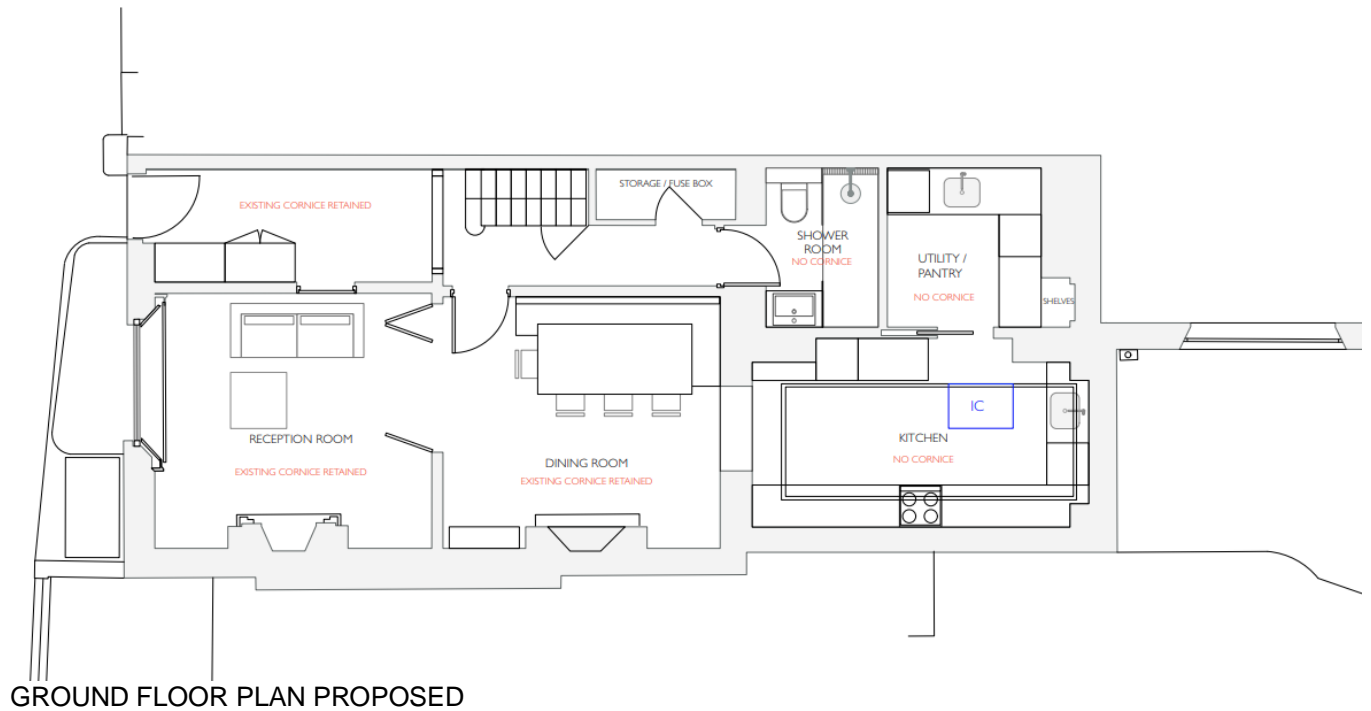 EXISTING CORNICE RETAINED
STORAGE / FUSE BOX
SHOWER
ROOM
NO CORNICE
UTILITY /
PANTRY
NO CORNICE
SHELVES
RECEPTION ROOM
EXISTING CORNICE RETAINED
DINING ROOM
EXISTING CORNICE RETAINED
IC
KITCHEN
NO CORNICE
GROUND FLOOR PLAN PROPOSED